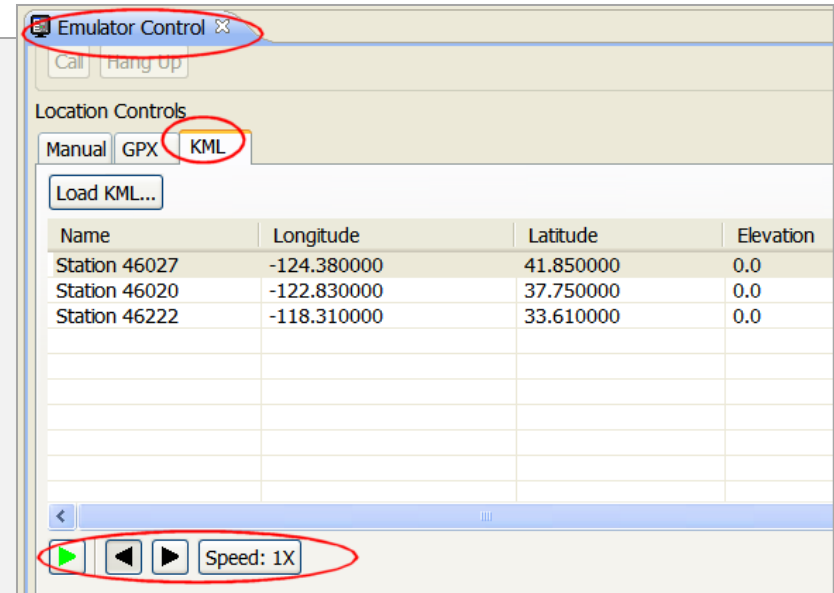 Emulator Control
Call Hang Up
Location Controls
Manual GPX KML
Load KML...
Name Longitude Latitude Elevation
Station 46027 -124.380000 41.850000 0.0
Station 46020 -122.830000 37.750000 0.0
Station 46222 -118.310000 33.610000 0.0
Speed: 1X